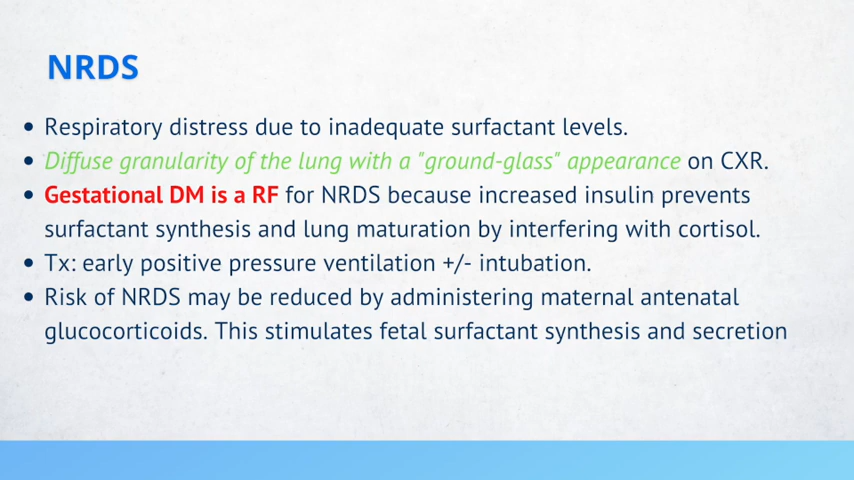 NRDS
• Respiratory distress due to inadequate surfactant levels.
• Diffuse granularity of the lung with a "ground-glass" appearance on CXR.
• Gestational DM is a RF for NRDS because increased insulin prevents
surfactant synthesis and lung maturation by interfering with cortisol.
• Tx: early positive pressure ventilation +/- intubation.
• Risk of NRDS may be reduced by administering maternal antenatal
glucocorticoids. This stimulates fetal surfactant synthesis and secretion